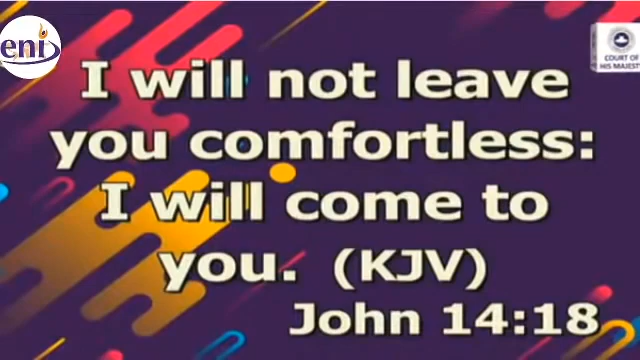 eni
COURT OF
HIS MAJESTY
I will not leave
you comfortless:
I will come to
you. (KJV)
John 14:18